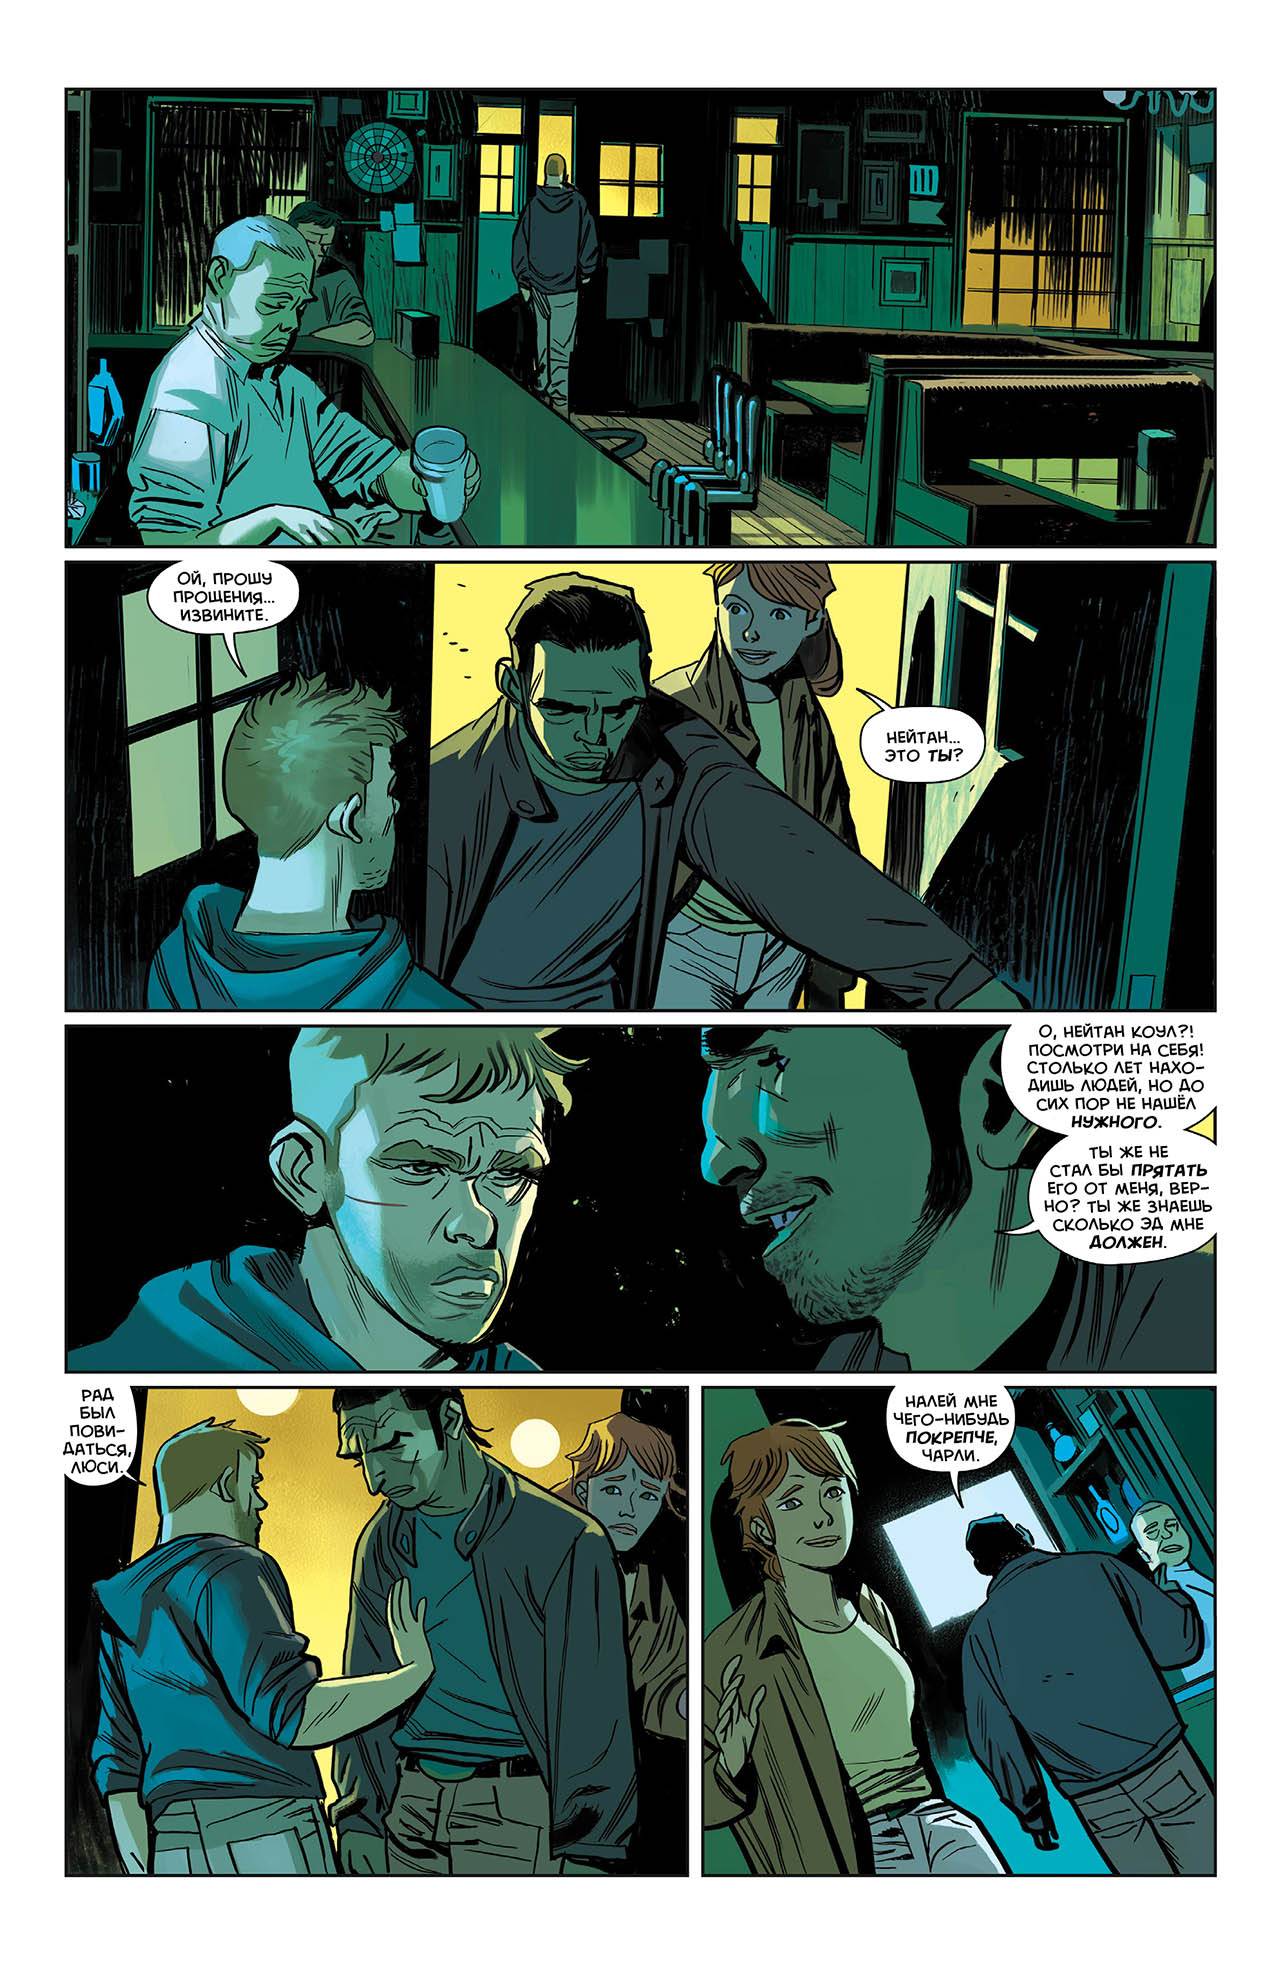 ОЙ, ПРОШУ
ПРОЩЕНИЯ...
ИЗВИНИТЕ.
НЕЙТАН...
ЭТО ТЫ?
О, НЕЙТАН КОУЛ?!
ПОСМОТРИ НА СЕБЯ!
СТОЛЬКО ЛЕТ НАХО-
ДИШЬ ЛЮДЕЙ, НО ДО
СИХ ПОР НЕ НАШЁЛ
НУЖНОГО.
ТЫ ЖЕ НЕ
СТАЛ БЫ ПРЯТАТЬ
ЕГО ОТ МЕНЯ, ВЕР-
НО? ТЫ ЖЕ ЗНАЕШЬ
СКОЛЬКО ЭД МНЕ
ДОЛЖЕН.
РАД
БЫЛ
ПОВИ-
ДАТЬСЯ,
ЛЮСИ.
НАЛЕЙ МНЕ
ЧЕГО-НИБУДЬ
ПОКРЕПЧЕ,
ЧАРЛИ.